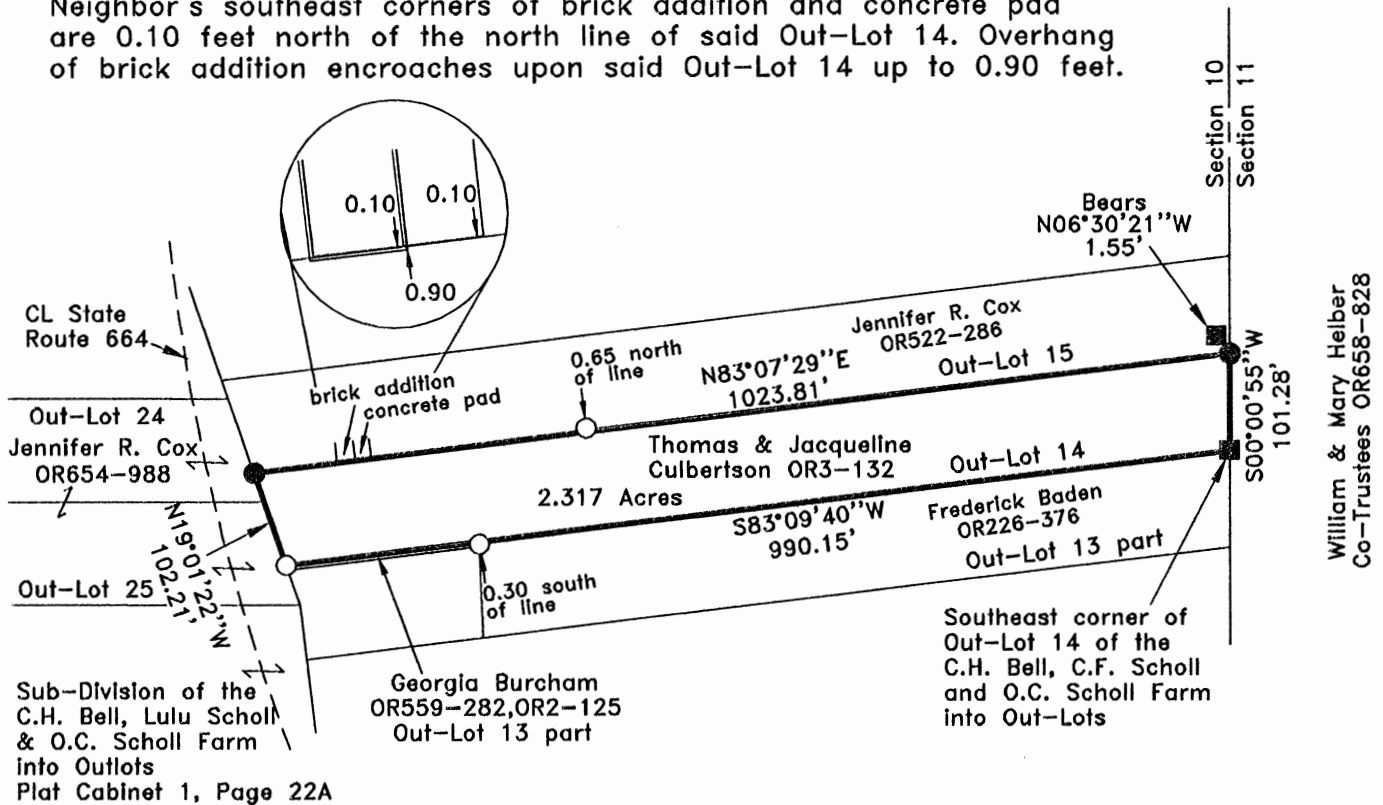 Neighbor's southeast corners of brick addition and concrete pad
are 0.10 feet north of the north line of said Out-Lot 14. Overhang
of brick addition encroaches upon said Out-Lot 14 up to 0.90 feet.
Section 10
Section 11
0.10
0.10
0.90
Bears
N06°30'21"W
1.55'
CL State
Route 664
Jennifer R. Cox
OR522-286
Out-Lot 15
0.65 north
of line
N83°07'29"E
1023.81'
brick addition
concrete pad
S00°00'55"W
101.28'
William & Mary Helber
Co-Trustees OR658-828
Out-Lot 24
Jennifer R. Cox
OR654-988
Thomas & Jacqueline
Culbertson OR3-132
Out-Lot 14
2.317 Acres
S83°09'40"W
990.15'
Frederick Baden
OR226-376
Out-Lot 13 part
N19°01'22"W
102.21'
Out-Lot 25
0.30 south
of line
Southeast corner of
Out-Lot 14 of the
C.H. Bell, C.F. Scholl
and O.C. Scholl Farm
into Out-Lots
Georgia Burcham
OR559-282,OR2-125
Out-Lot 13 part
Sub-Division of the
C.H. Bell, Lulu Scholl
& O.C. Scholl Farm
into Outlots
Plat Cabinet 1, Page 22A